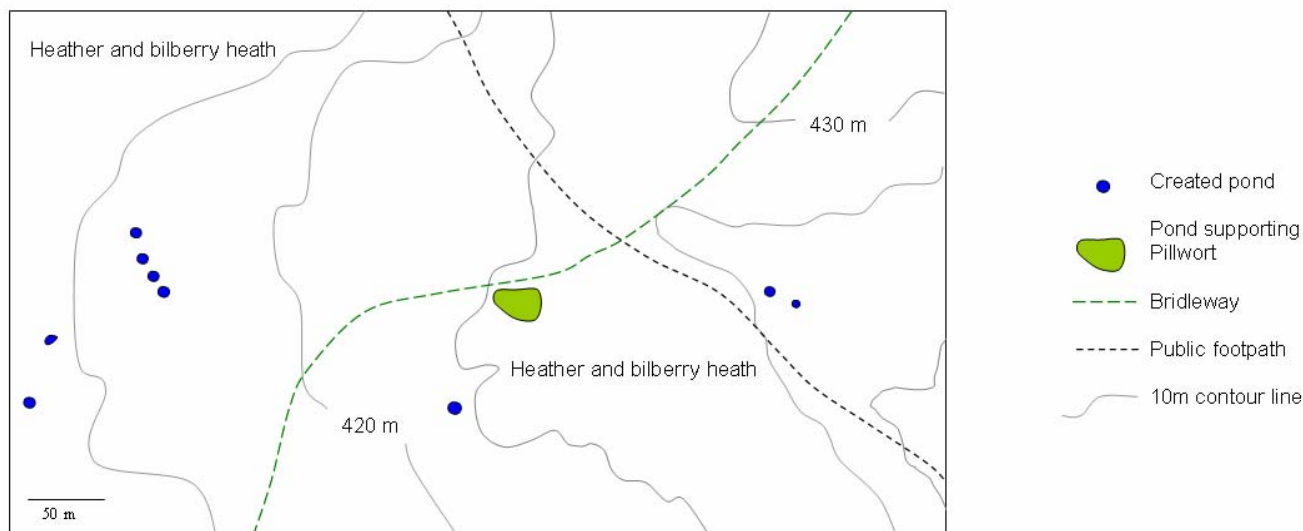 Heather and bilberry heath
430 m
Heather and bilberry heath
420 m
50 m
Created pond
Pond supporting
Pillwort
Bridleway
Public footpath
10m contour line